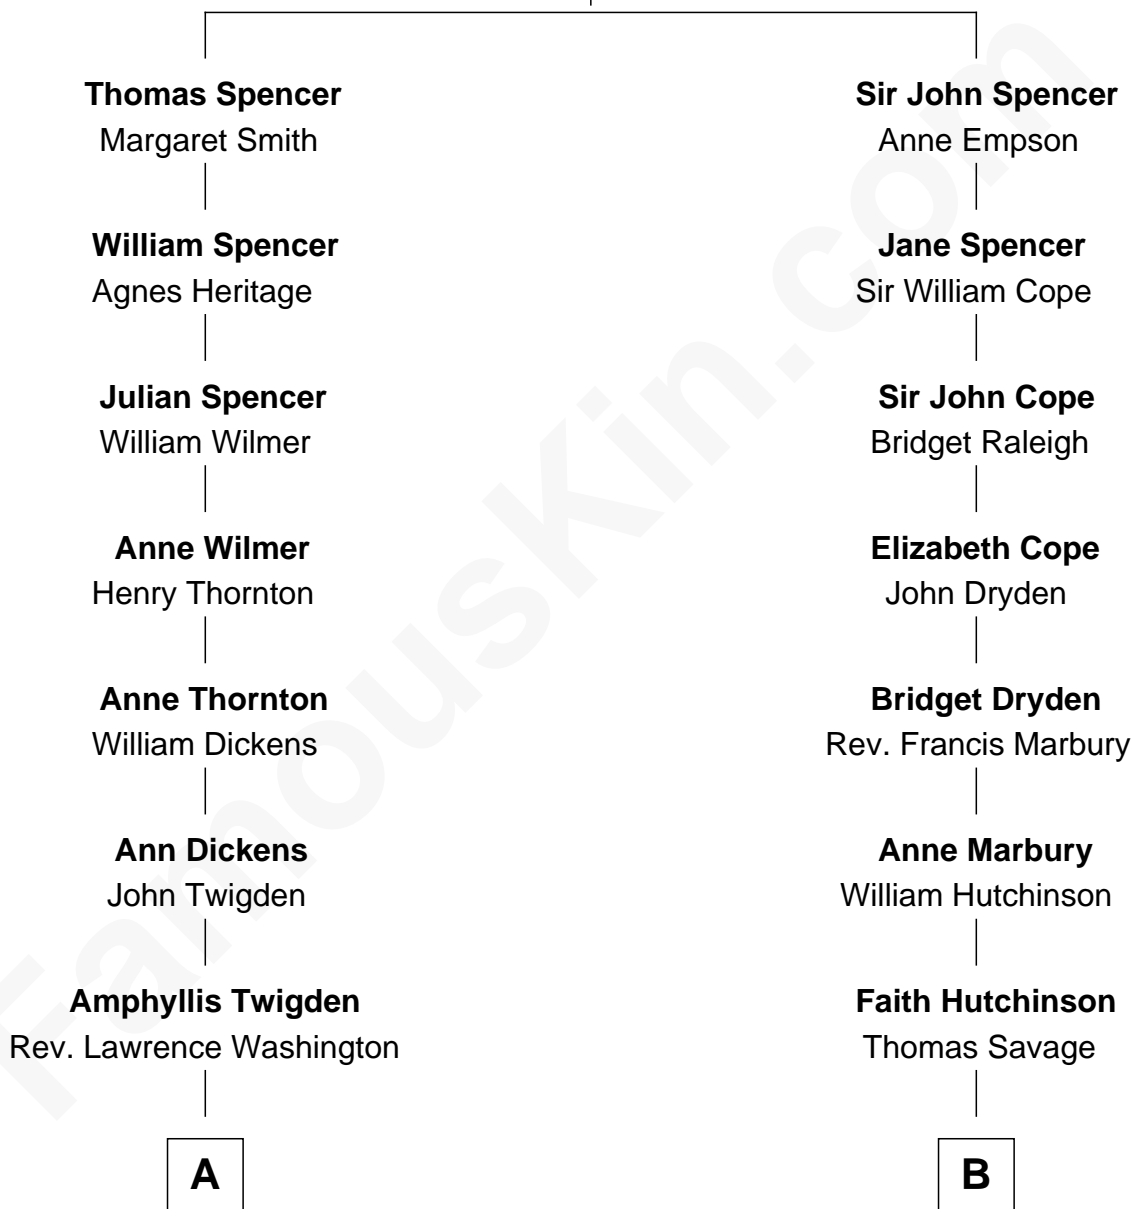 Thomas Spencer
Margaret Smith
William Spencer
Agnes Heritage
Julian Spencer
William Wilmer
Anne Wilmer
Henry Thornton
Anne Thornton
William Dickens
Ann Dickens
John Twigden
Amphyllis Twigden
Rev. Lawrence Washington
A
Sir John Spencer
Anne Empson
Jane Spencer
Sir William Cope
Sir John Cope
Bridget Raleigh
Elizabeth Cope
John Dryden
Bridget Dryden
Rev. Francis Marbury
Anne Marbury
William Hutchinson
Faith Hutchinson
Thomas Savage
B
FamousKin.com